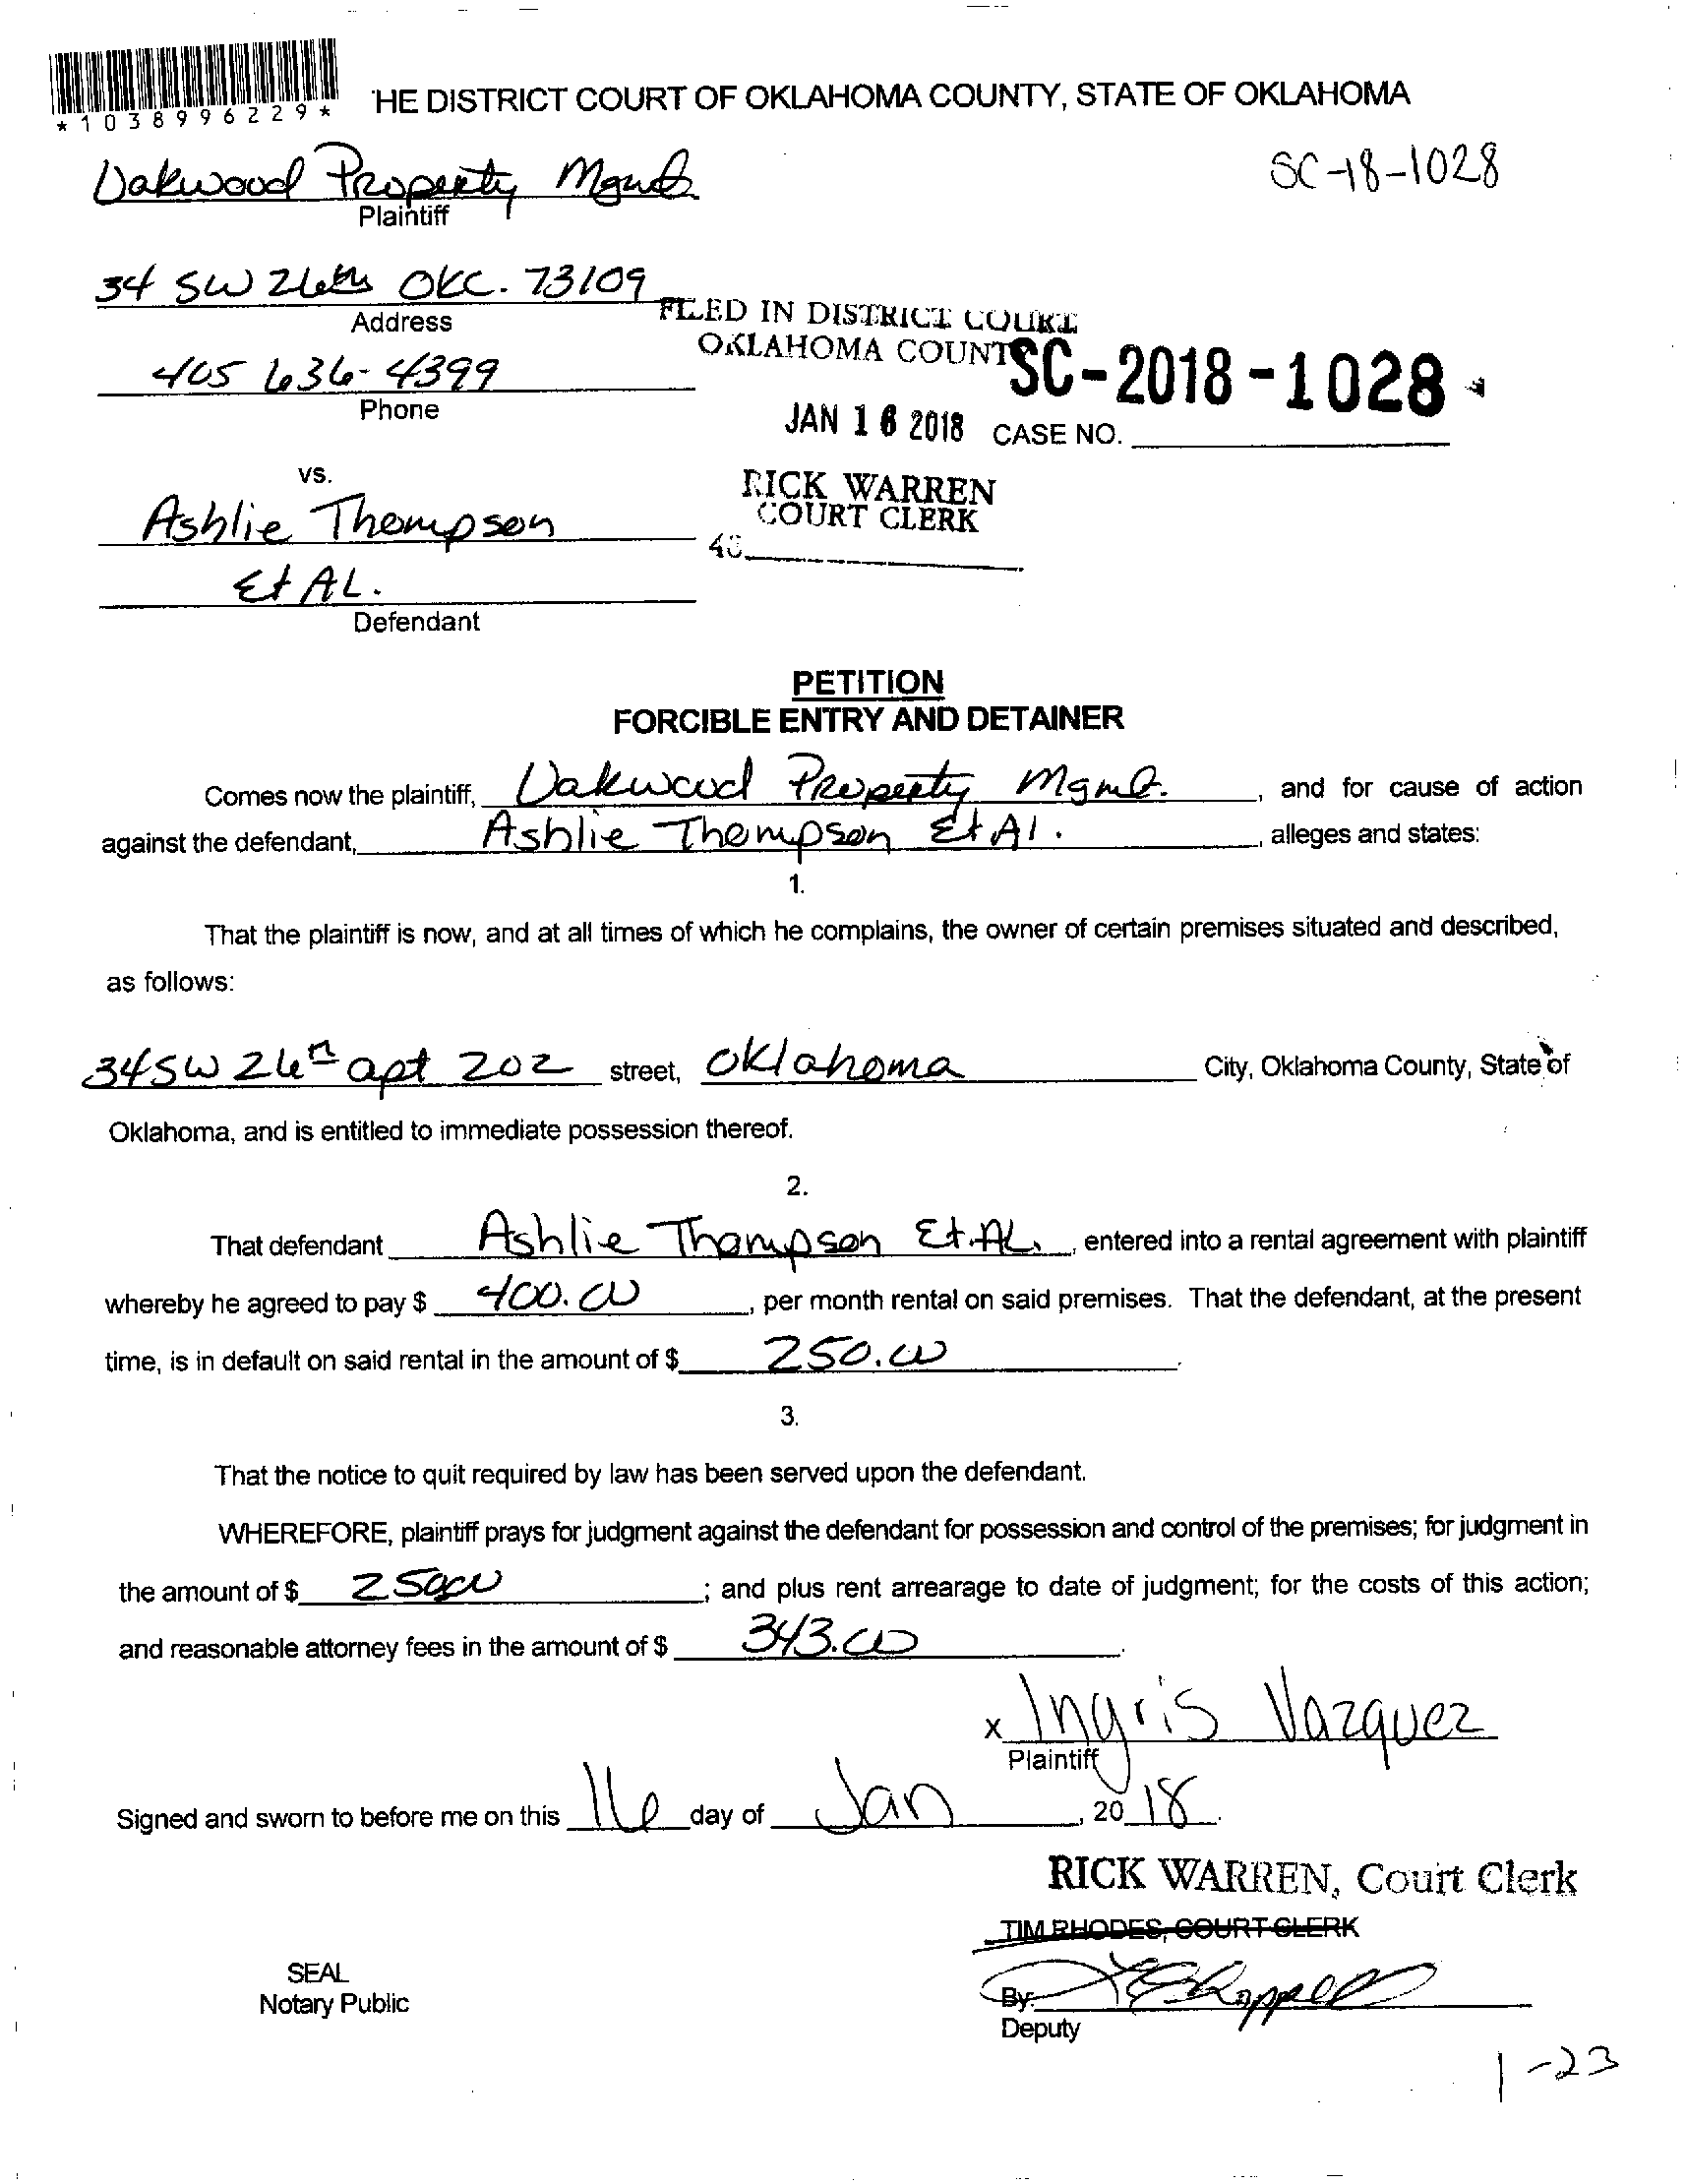 *1038996229*
HE DISTRICT COURT OF OKLAHOMA COUNTY, STATE OF OKLAHOMA
Oakwood Property Mgmt
SC-18-1028
Plaintiff
34 SW 26th OKC. 73109
Address
FILED IN DISTRICT COURT
OKLAHOMA COUNTY
405 636-4399
SC-2018-1028
Phone
JAN 16 2018 CASE NO.
vs.
RICK WARREN
COURT CLERK
Ashlie Thompson
Et AL.
Defendant
PETITION
FORCIBLE ENTRY AND DETAINER
Comes now the plaintiff, Oakwood Property Mgmt. , and for cause of action
against the defendant, Ashlie Thompson Et Al. , alleges and states:
1.
That the plaintiff is now, and at all times of which he complains, the owner of certain premises situated and described,
as follows:
34 SW 26th apt 202 street, Oklahoma City, Oklahoma County, State of
Oklahoma, and is entitled to immediate possession thereof.
2.
That defendant Ashlie Thompson Et.AL. , entered into a rental agreement with plaintiff
whereby he agreed to pay $ 400.00 , per month rental on said premises. That the defendant, at the present
time, is in default on said rental in the amount of $ 250.00 .
3.
That the notice to quit required by law has been served upon the defendant.
WHEREFORE, plaintiff prays for judgment against the defendant for possession and control of the premises; for judgment in
the amount of $ 250.00 ; and plus rent arrearage to date of judgment; for the costs of this action;
and reasonable attorney fees in the amount of $ 343.00 .
x Ingris Vazquez
Plaintiff
Signed and sworn to before me on this 16 day of Jan , 20 18 .
RICK WARREN, Court Clerk
TIM RHODES, COURT CLERK
SEAL
Notary Public
By:
Deputy
1-23